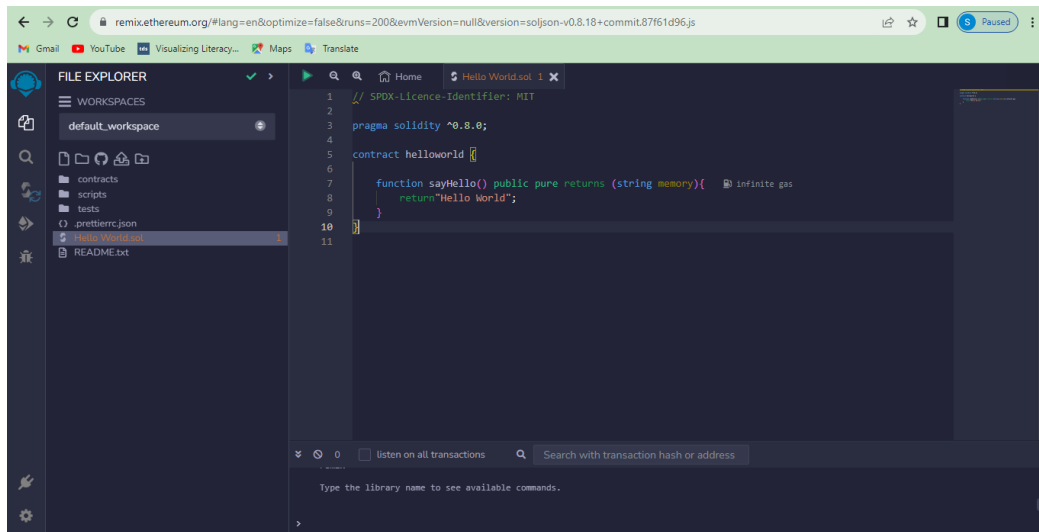 remix.ethereum.org/#lang=en&optimize=false&runs=200&evmVersion=null&version=soljson-v0.8.18+commit.87f61d96.js
S Paused
Gmail YouTube Visualizing Literacy... Maps Translate
FILE EXPLORER
WORKSPACES
default_workspace
contracts
scripts
tests
.prettierrc.json
Hello World.sol 1
README.txt
Home Hello World.sol 1
1 // SPDX-Licence-Identifier: MIT
2
3 pragma solidity ^0.8.0;
4
5 contract helloworld {
6
7 function sayHello() public pure returns (string memory){ infinite gas
8 return"Hello World";
9 }
10 }
11
0 listen on all transactions Search with transaction hash or address
Type the library name to see available commands.
>